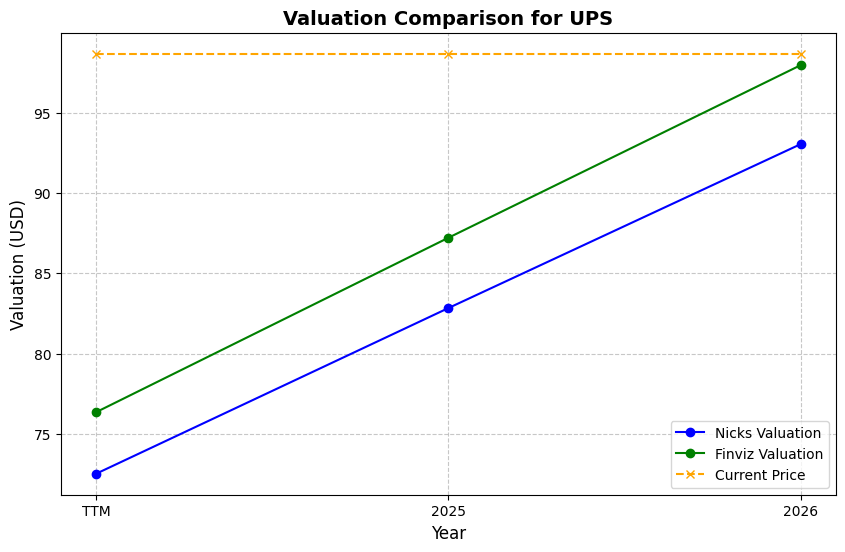 Valuation Comparison for UPS
Valuation (USD)
95
90
85
80
75
TTM
2025
2026
Year
Nicks Valuation
Finviz Valuation
Current Price